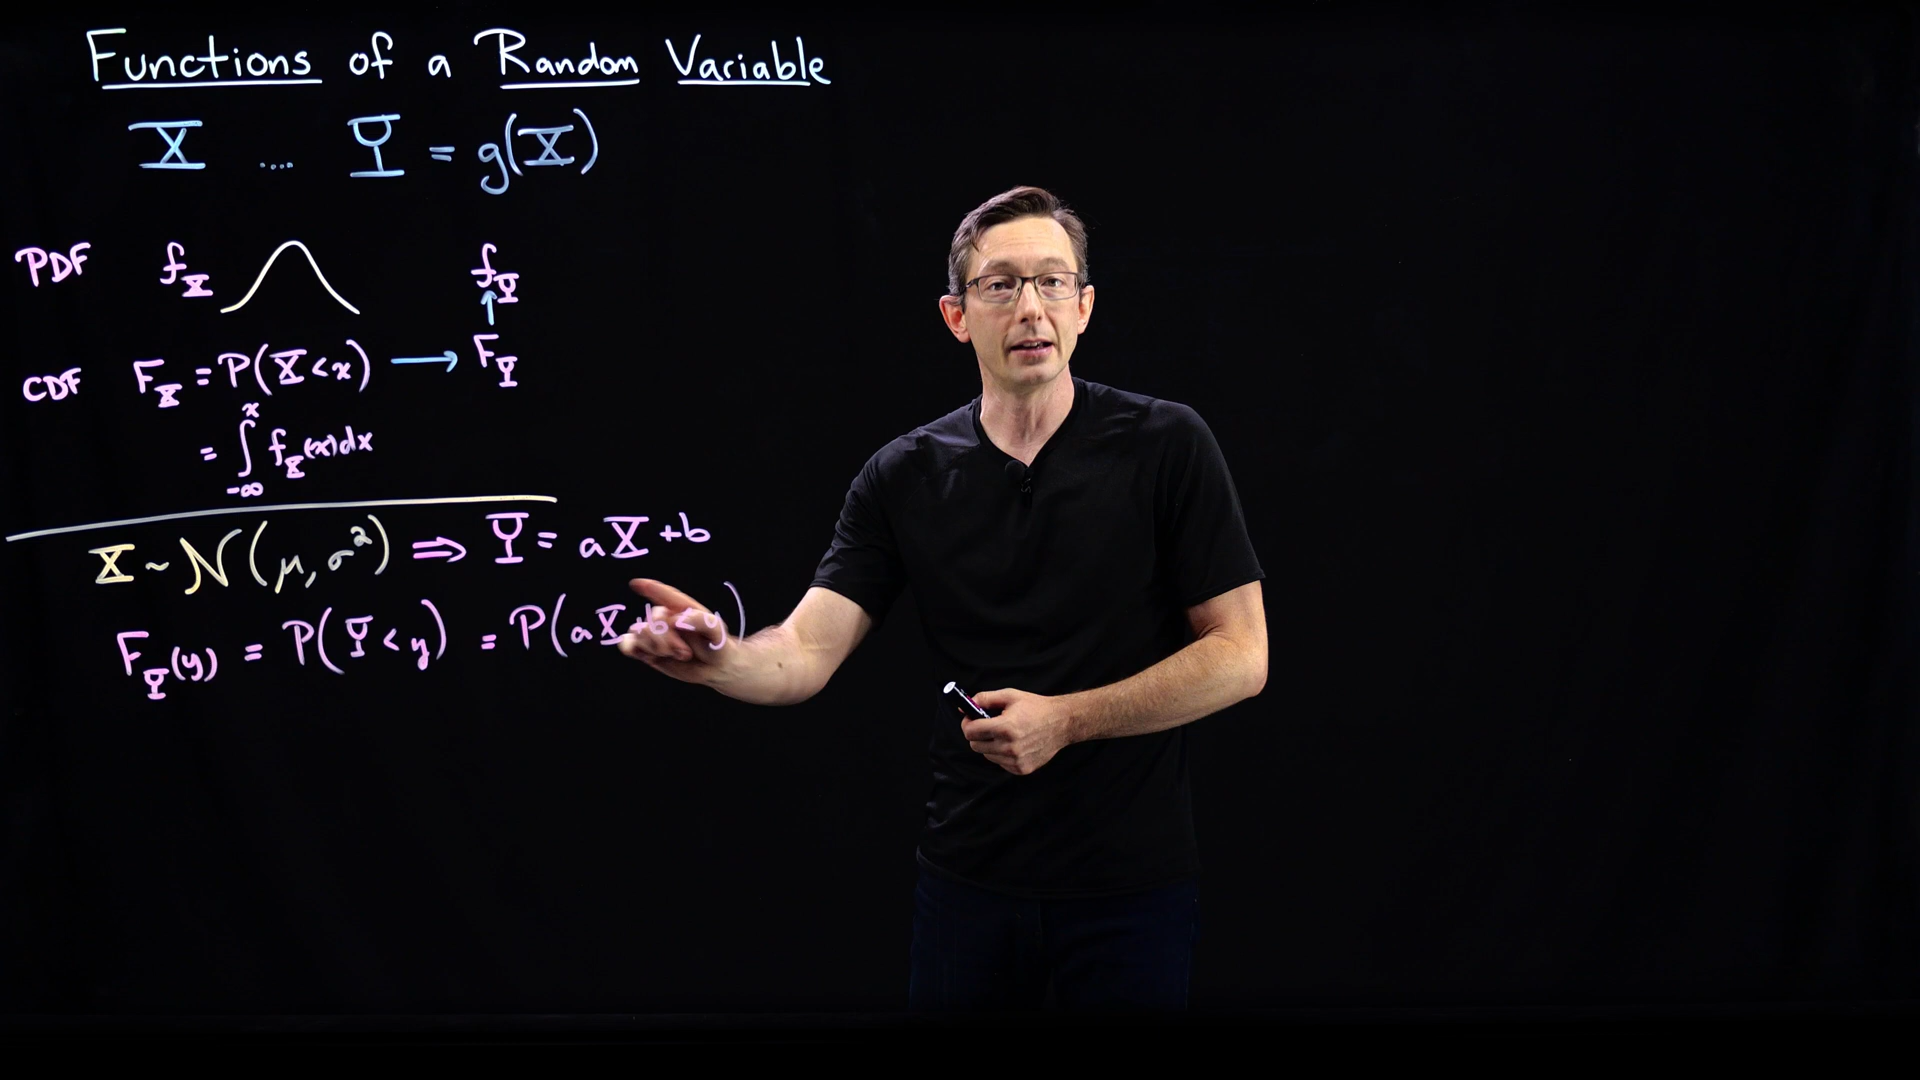 Functions of a Random Variable
X .... Y = g(X)
PDF f_X f_Y
↑
CDF F_X = P(X < x) → F_Y
= ∫_{-∞}^{x} f_X(x)dx
X ~ N(μ, σ²) ⇒ Y = aX + b
F_Y(y) = P(Y < y) = P(aX + b < y)